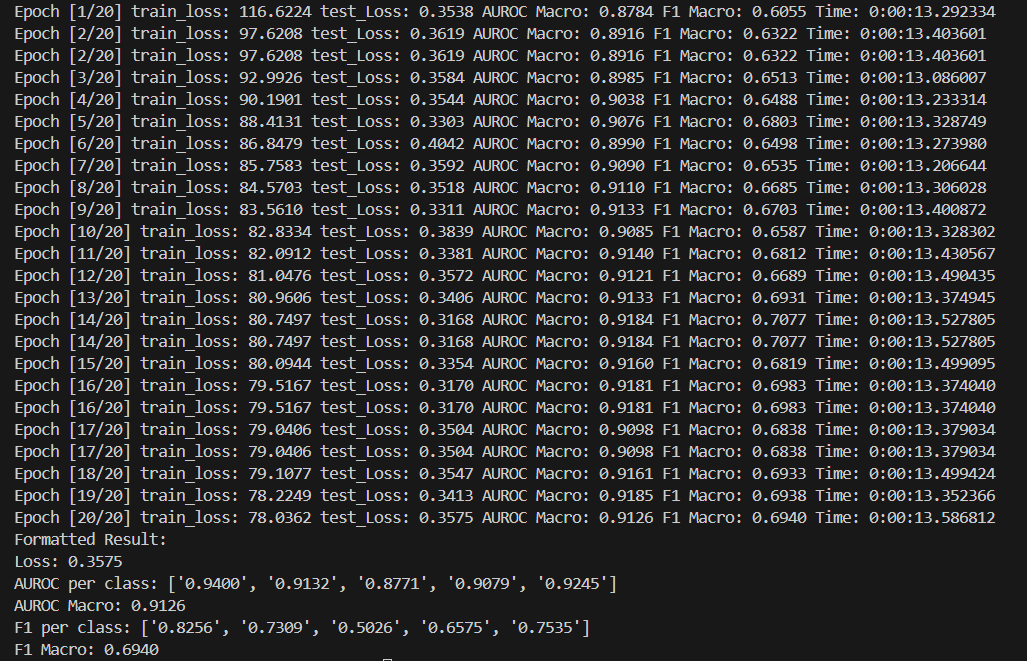 Epoch [1/20] train_loss: 116.6224 test_Loss: 0.3538 AUROC Macro: 0.8784 F1 Macro: 0.6055 Time: 0:00:13.292334
Epoch [2/20] train_loss: 97.6208 test_Loss: 0.3619 AUROC Macro: 0.8916 F1 Macro: 0.6322 Time: 0:00:13.403601
Epoch [2/20] train_loss: 97.6208 test_Loss: 0.3619 AUROC Macro: 0.8916 F1 Macro: 0.6322 Time: 0:00:13.403601
Epoch [3/20] train_loss: 92.9926 test_Loss: 0.3584 AUROC Macro: 0.8985 F1 Macro: 0.6513 Time: 0:00:13.086007
Epoch [4/20] train_loss: 90.1901 test_Loss: 0.3544 AUROC Macro: 0.9038 F1 Macro: 0.6488 Time: 0:00:13.233314
Epoch [5/20] train_loss: 88.4131 test_Loss: 0.3303 AUROC Macro: 0.9076 F1 Macro: 0.6803 Time: 0:00:13.328749
Epoch [6/20] train_loss: 86.8479 test_Loss: 0.4042 AUROC Macro: 0.8990 F1 Macro: 0.6498 Time: 0:00:13.273980
Epoch [7/20] train_loss: 85.7583 test_Loss: 0.3592 AUROC Macro: 0.9090 F1 Macro: 0.6535 Time: 0:00:13.206644
Epoch [8/20] train_loss: 84.5703 test_Loss: 0.3518 AUROC Macro: 0.9110 F1 Macro: 0.6685 Time: 0:00:13.306028
Epoch [9/20] train_loss: 83.5610 test_Loss: 0.3311 AUROC Macro: 0.9133 F1 Macro: 0.6703 Time: 0:00:13.400872
Epoch [10/20] train_loss: 82.8334 test_Loss: 0.3839 AUROC Macro: 0.9085 F1 Macro: 0.6587 Time: 0:00:13.328302
Epoch [11/20] train_loss: 82.0912 test_Loss: 0.3381 AUROC Macro: 0.9140 F1 Macro: 0.6812 Time: 0:00:13.430567
Epoch [12/20] train_loss: 81.0476 test_Loss: 0.3572 AUROC Macro: 0.9121 F1 Macro: 0.6689 Time: 0:00:13.490435
Epoch [13/20] train_loss: 80.9606 test_Loss: 0.3406 AUROC Macro: 0.9133 F1 Macro: 0.6931 Time: 0:00:13.374945
Epoch [14/20] train_loss: 80.7497 test_Loss: 0.3168 AUROC Macro: 0.9184 F1 Macro: 0.7077 Time: 0:00:13.527805
Epoch [14/20] train_loss: 80.7497 test_Loss: 0.3168 AUROC Macro: 0.9184 F1 Macro: 0.7077 Time: 0:00:13.527805
Epoch [15/20] train_loss: 80.0944 test_Loss: 0.3354 AUROC Macro: 0.9160 F1 Macro: 0.6819 Time: 0:00:13.499095
Epoch [16/20] train_loss: 79.5167 test_Loss: 0.3170 AUROC Macro: 0.9181 F1 Macro: 0.6983 Time: 0:00:13.374040
Epoch [16/20] train_loss: 79.5167 test_Loss: 0.3170 AUROC Macro: 0.9181 F1 Macro: 0.6983 Time: 0:00:13.374040
Epoch [17/20] train_loss: 79.0406 test_Loss: 0.3504 AUROC Macro: 0.9098 F1 Macro: 0.6838 Time: 0:00:13.379034
Epoch [17/20] train_loss: 79.0406 test_Loss: 0.3504 AUROC Macro: 0.9098 F1 Macro: 0.6838 Time: 0:00:13.379034
Epoch [18/20] train_loss: 79.1077 test_Loss: 0.3547 AUROC Macro: 0.9161 F1 Macro: 0.6933 Time: 0:00:13.499424
Epoch [19/20] train_loss: 78.2249 test_Loss: 0.3413 AUROC Macro: 0.9185 F1 Macro: 0.6938 Time: 0:00:13.352366
Epoch [20/20] train_loss: 78.0362 test_Loss: 0.3575 AUROC Macro: 0.9126 F1 Macro: 0.6940 Time: 0:00:13.586812
Formatted Result:
Loss: 0.3575
AUROC per class: ['0.9400', '0.9132', '0.8771', '0.9079', '0.9245']
AUROC Macro: 0.9126
F1 per class: ['0.8256', '0.7309', '0.5026', '0.6575', '0.7535']
F1 Macro: 0.6940